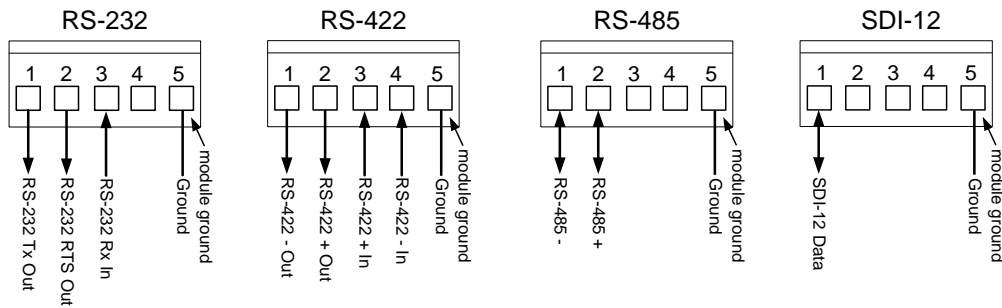 RS-232
1 2 3 4 5
RS-232 Tx Out
RS-232 RTS Out
RS-232 Rx In
Ground
module ground
RS-422
1 2 3 4 5
RS-422 - Out
RS-422 + Out
RS-422 + In
RS-422 - In
Ground
module ground
RS-485
1 2 3 4 5
RS-485 -
RS-485 +
Ground
module ground
SDI-12
1 2 3 4 5
SDI-12 Data
Ground
module ground